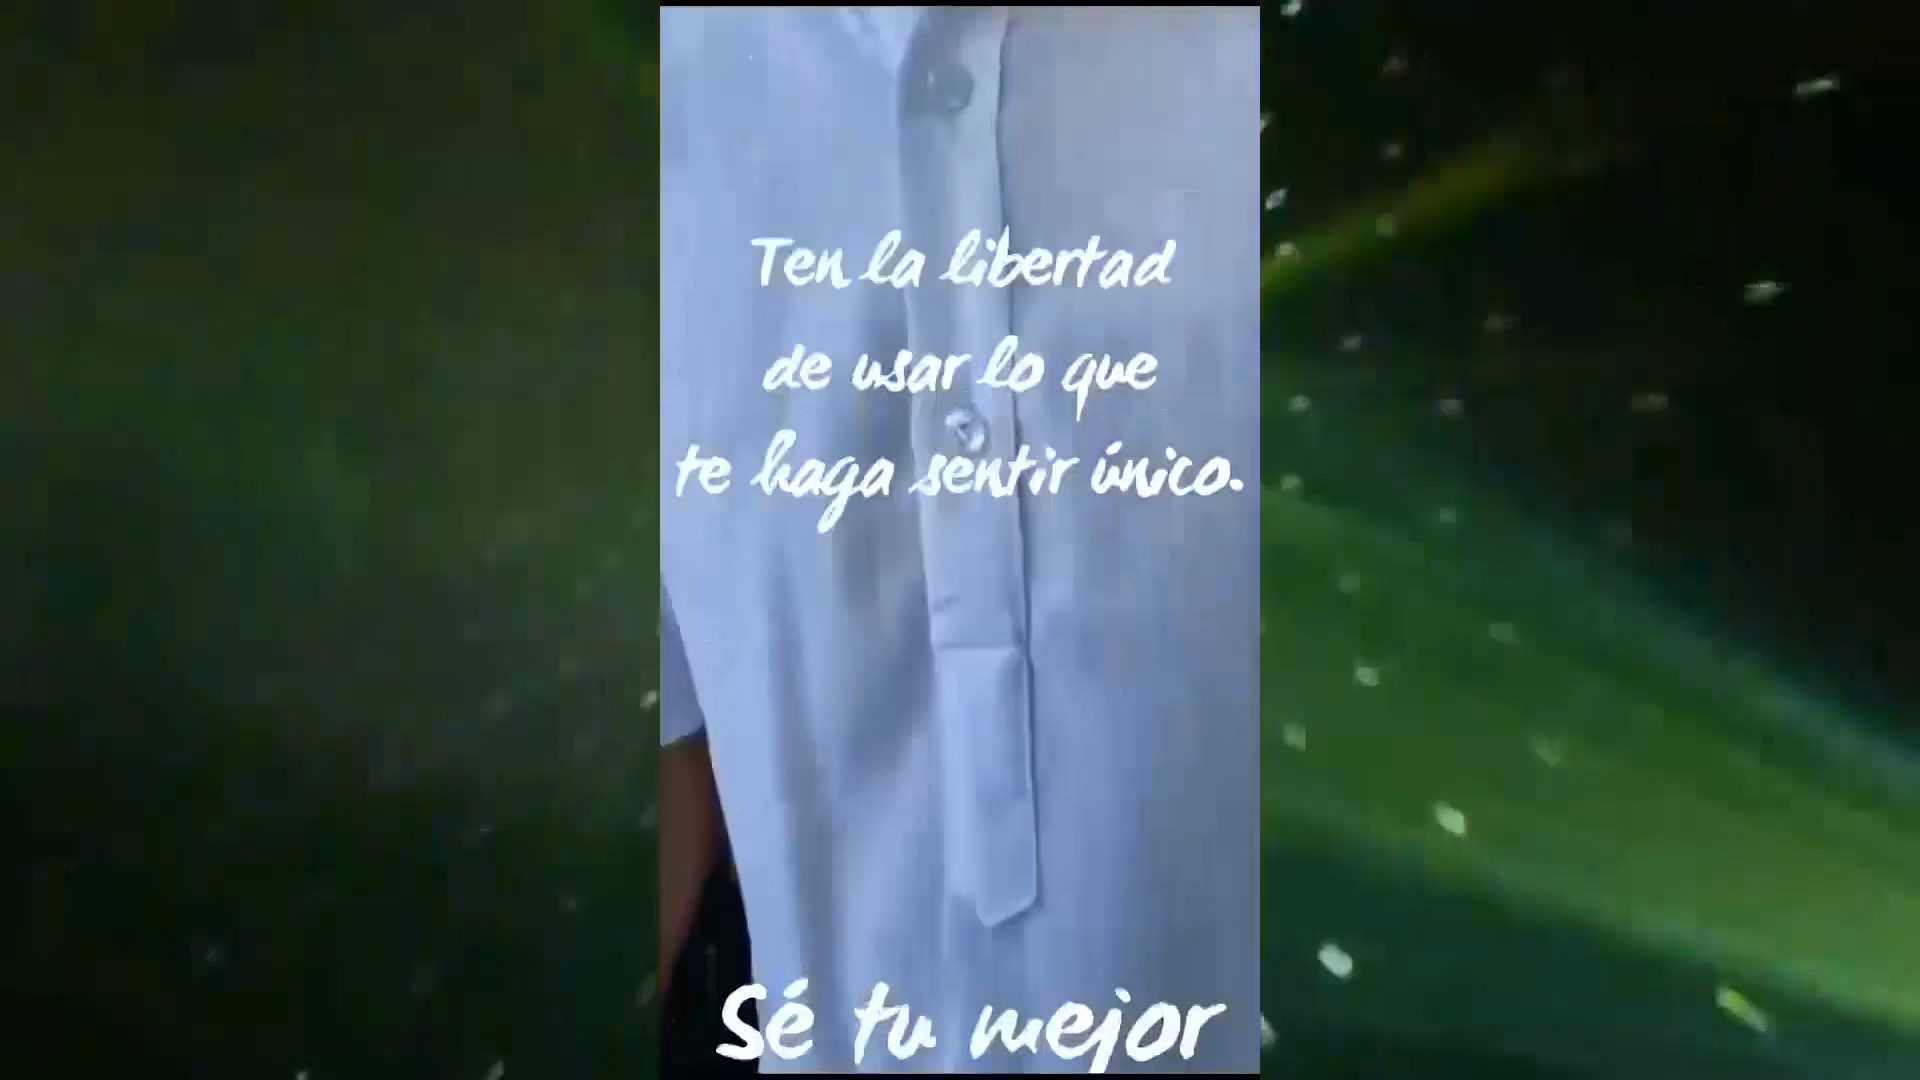 Ten la libertad
de usar lo que
te haga sentir único.
Sé tu mejor